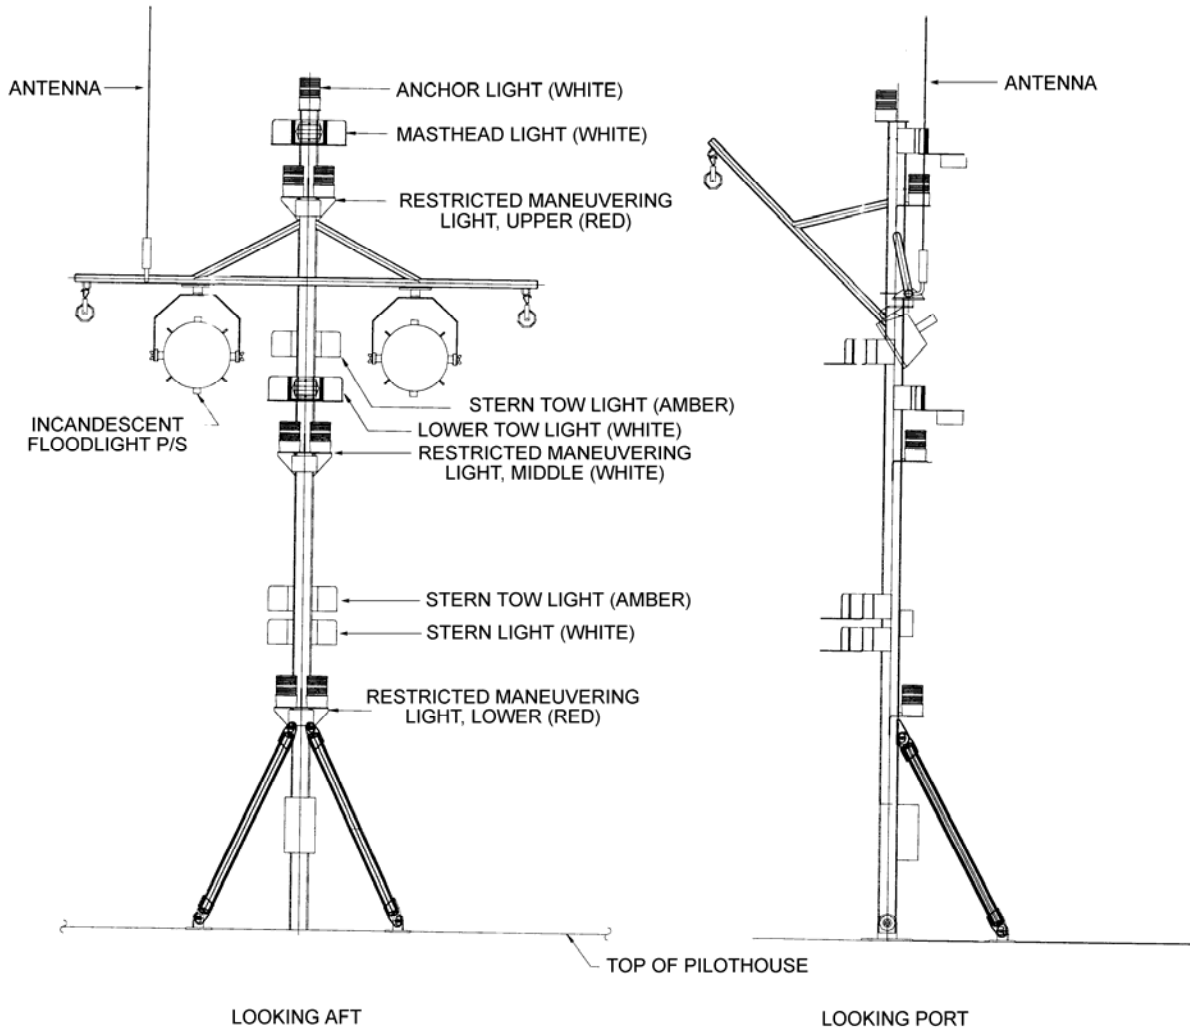 ANTENNA
ANCHOR LIGHT (WHITE)
MASTHEAD LIGHT (WHITE)
RESTRICTED MANEUVERING
LIGHT, UPPER (RED)
INCANDESCENT
FLOODLIGHT P/S
STERN TOW LIGHT (AMBER)
LOWER TOW LIGHT (WHITE)
RESTRICTED MANEUVERING
LIGHT, MIDDLE (WHITE)
STERN TOW LIGHT (AMBER)
STERN LIGHT (WHITE)
RESTRICTED MANEUVERING
LIGHT, LOWER (RED)
TOP OF PILOTHOUSE
LOOKING AFT
ANTENNA
LOOKING PORT